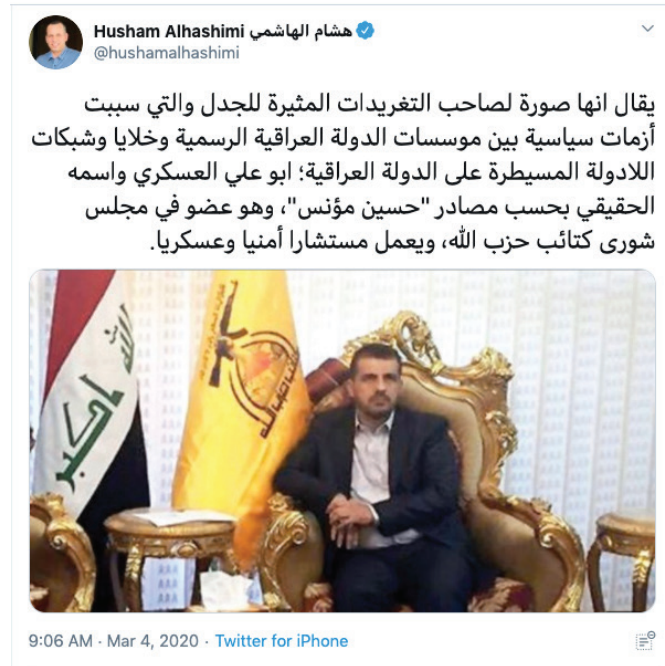 Husham Alhashimi هشام الهاشمي
@hushamalhashimi
يقال انها صورة لصاحب التغريدات المثيرة للجدل والتي سببت
أزمات سياسية بين موسسات الدولة العراقية الرسمية وخلايا وشبكات
اللادولة المسيطرة على الدولة العراقية؛ ابو علي العسكري واسمه
الحقيقي بحسب مصادر "حسين مؤنس"، وهو عضو في مجلس
شورى كتائب حزب الله، ويعمل مستشارا أمنيا وعسكريا.
الله اكبر
9:06 AM · Mar 4, 2020 · Twitter for iPhone